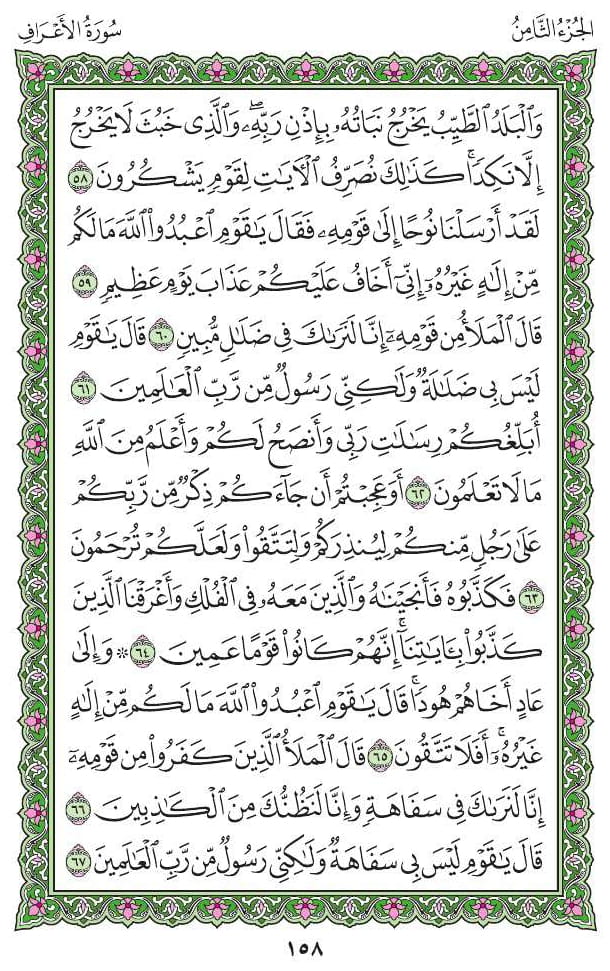 الجُزْءُ الثَّامِنُ
سُورَةُ الأَعْرَافِ
وَٱلْبَلَدُ ٱلطَّيِّبُ يَخْرُجُ نَبَاتُهُۥ بِإِذْنِ رَبِّهِۦۖ وَٱلَّذِى خَبُثَ لَا يَخْرُجُ
إِلَّا نَكِدٗاۚ كَذَٰلِكَ نُصَرِّفُ ٱلْأٓيَٰتِ لِقَوْمٖ يَشْكُرُونَ ٥٨
لَقَدْ أَرْسَلْنَا نُوحًا إِلَىٰ قَوْمِهِۦ فَقَالَ يَٰقَوْمِ ٱعْبُدُواْ ٱللَّهَ مَا لَكُم
مِّنْ إِلَٰهٍ غَيْرُهُۥٓ إِنِّىٓ أَخَافُ عَلَيْكُمْ عَذَابَ يَوْمٍ عَظِيمٖ ٥٩
قَالَ ٱلْمَلَأُ مِن قَوْمِهِۦٓ إِنَّا لَنَرَىٰكَ فِى ضَلَٰلٖ مُّبِينٖ ٦٠ قَالَ يَٰقَوْمِ
لَيْسَ بِى ضَلَٰلَةٞ وَلَٰكِنِّى رَسُولٞ مِّن رَّبِّ ٱلْعَٰلَمِينَ ٦١
أُبَلِّغُكُمْ رِسَٰلَٰتِ رَبِّى وَأَنصَحُ لَكُمْ وَأَعْلَمُ مِنَ ٱللَّهِ
مَا لَا تَعْلَمُونَ ٦٢ أَوَعَجِبْتُمْ أَن جَآءَكُمْ ذِكْرٞ مِّن رَّبِّكُمْ
عَلَىٰ رَجُلٖ مِّنكُمْ لِيُنذِرَكُمْ وَلِتَتَّقُواْ وَلَعَلَّكُمْ تُرْحَمُونَ
٦٣ فَكَذَّبُوهُ فَأَنجَيْنَٰهُ وَٱلَّذِينَ مَعَهُۥ فِى ٱلْفُلْكِ وَأَغْرَقْنَا ٱلَّذِينَ
كَذَّبُواْ بِـَٔايَٰتِنَآۚ إِنَّهُمْ كَانُواْ قَوْمًا عَمِينَ ٦٤ ۞ وَإِلَىٰ
عَادٍ أَخَاهُمْ هُودٗاۚ قَالَ يَٰقَوْمِ ٱعْبُدُواْ ٱللَّهَ مَا لَكُم مِّنْ إِلَٰهٍ
غَيْرُهُۥٓۚ أَفَلَا تَتَّقُونَ ٦٥ قَالَ ٱلْمَلَأُ ٱلَّذِينَ كَفَرُواْ مِن قَوْمِهِۦٓ
إِنَّا لَنَرَىٰكَ فِى سَفَاهَةٖ وَإِنَّا لَنَظُنُّكَ مِنَ ٱلْكَٰذِبِينَ ٦٦
قَالَ يَٰقَوْمِ لَيْسَ بِى سَفَاهَةٞ وَلَٰكِنِّى رَسُولٞ مِّن رَّبِّ ٱلْعَٰلَمِينَ ٦٧
١٥٨